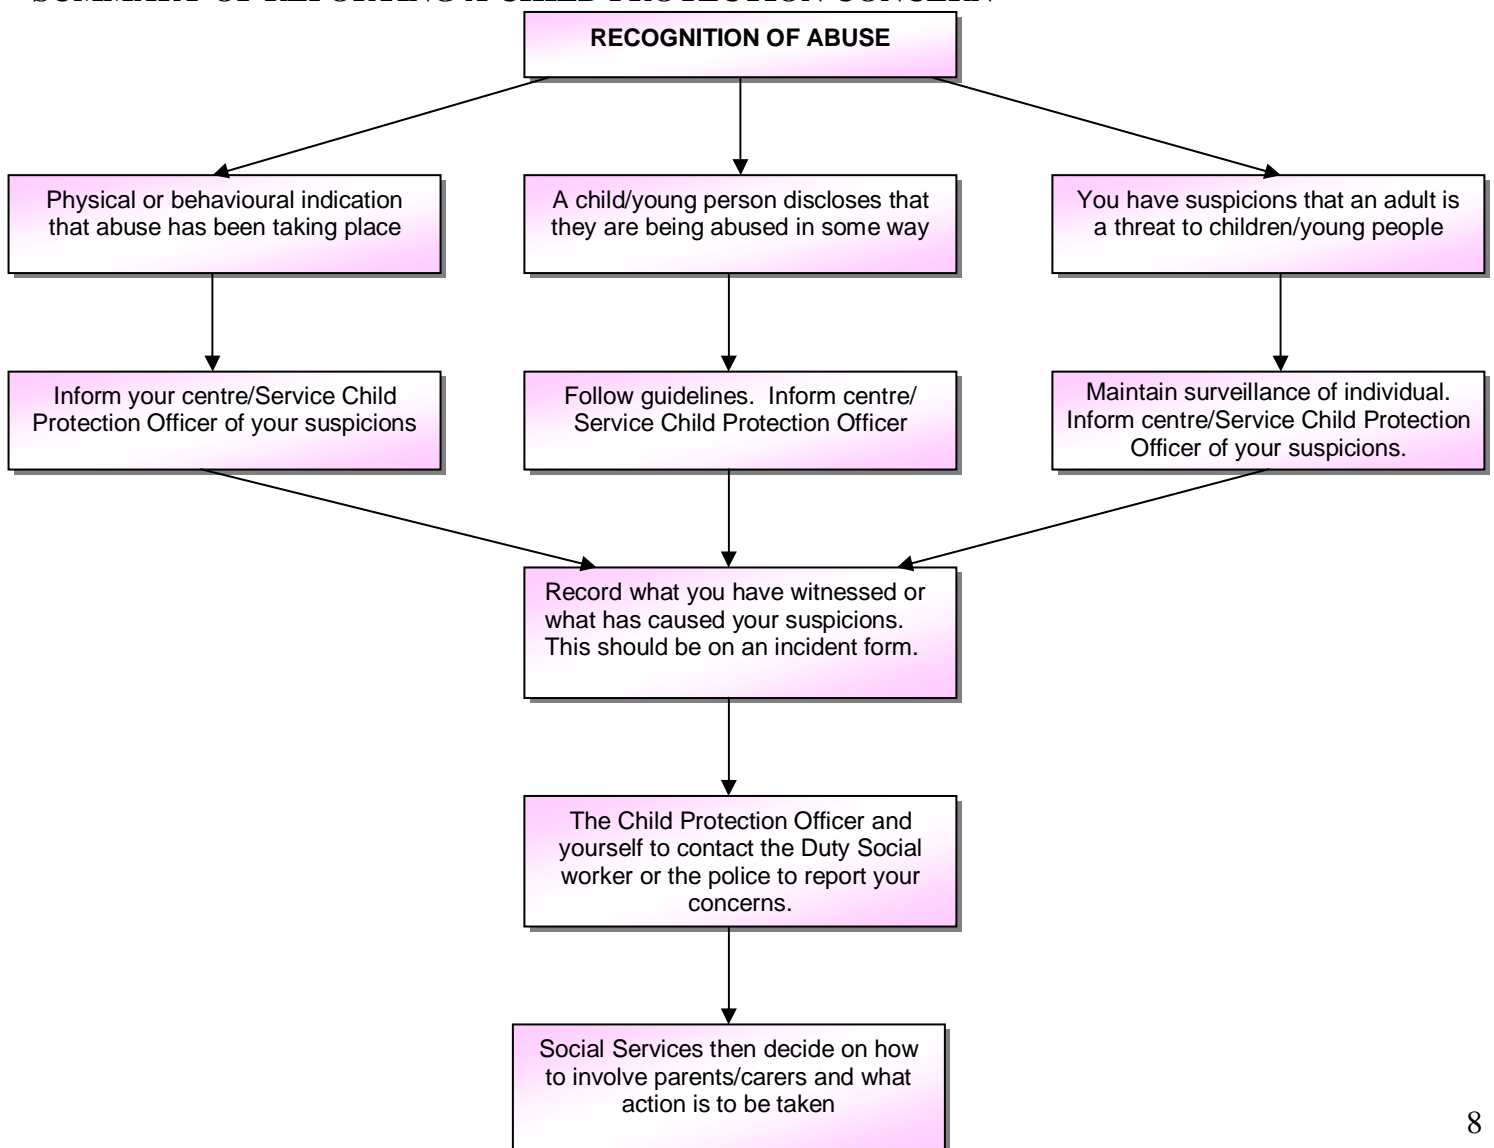 SUMMARY OF REPORTING A CHILD PROTECTION CONCERN
RECOGNITION OF ABUSE
Physical or behavioural indication
that abuse has been taking place
A child/young person discloses that
they are being abused in some way
You have suspicions that an adult is
a threat to children/young people
Inform your centre/Service Child
Protection Officer of your suspicions
Follow guidelines. Inform centre/
Service Child Protection Officer
Maintain surveillance of individual.
Inform centre/Service Child Protection
Officer of your suspicions.
Record what you have witnessed or
what has caused your suspicions.
This should be on an incident form.
The Child Protection Officer and
yourself to contact the Duty Social
worker or the police to report your
concerns.
Social Services then decide on how
to involve parents/carers and what
action is to be taken
8